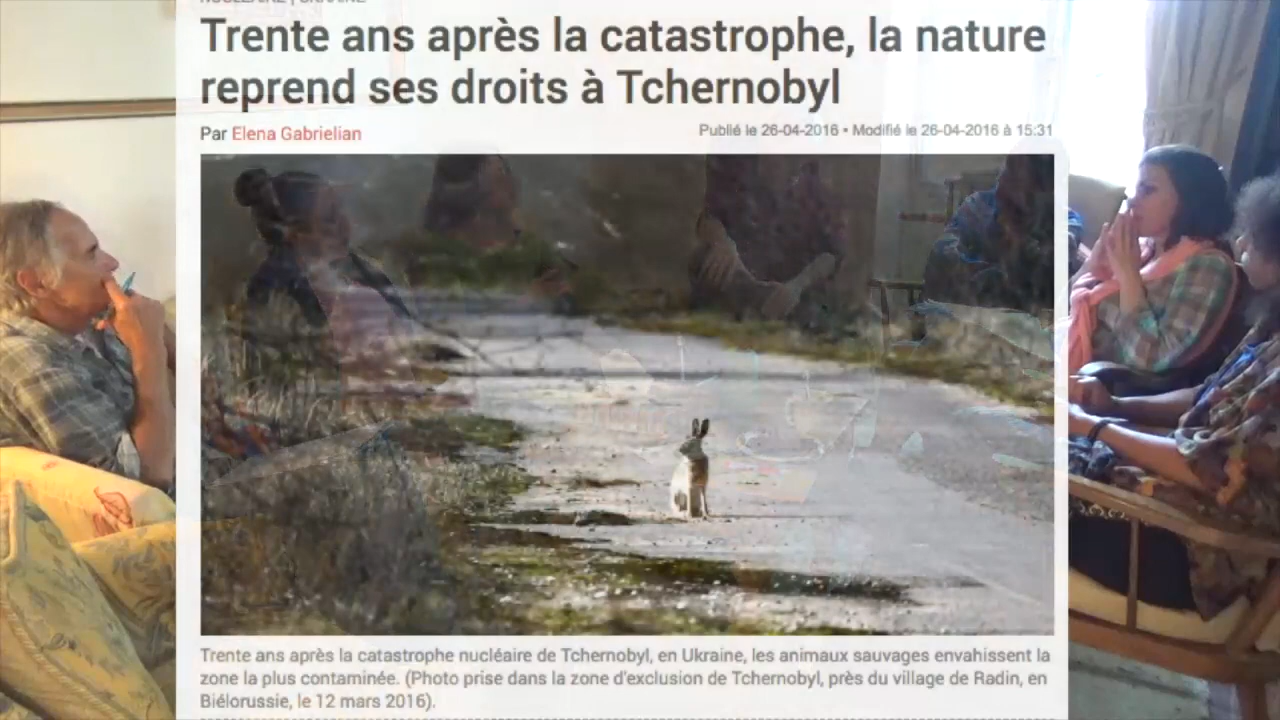 Trente ans après la catastrophe, la nature
reprend ses droits à Tchernobyl
Par Elena Gabrielian
Publié le 26-04-2016 • Modifié le 26-04-2016 à 15:31
Trente ans après la catastrophe nucléaire de Tchernobyl, en Ukraine, les animaux sauvages envahissent la
zone la plus contaminée. (Photo prise dans la zone d'exclusion de Tchernobyl, près du village de Radin, en
Biélorussie, le 12 mars 2016).